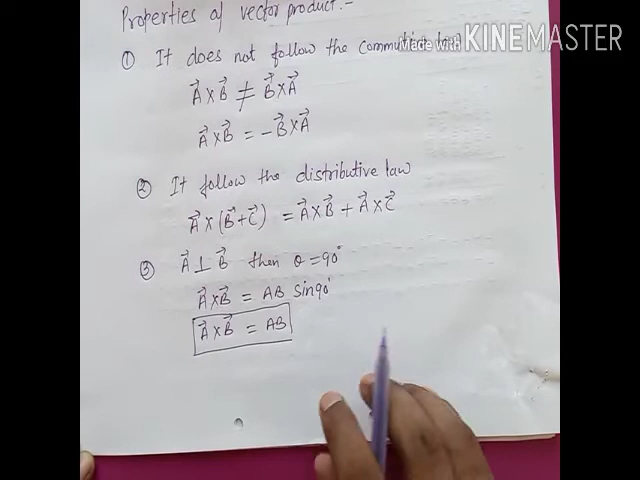 Properties of vector product:-
① It does not follow the commutative law
Made with KINEMASTER
A⃗ × B⃗ ≠ B⃗ × A⃗
A⃗ × B⃗ = - B⃗ × A⃗
② It follow the distributive law
A⃗ × (B⃗ + C⃗) = A⃗ × B⃗ + A⃗ × C⃗
③ A⃗ ⊥ B⃗ then θ = 90°
A⃗ × B⃗ = AB sin90°
A⃗ × B⃗ = AB